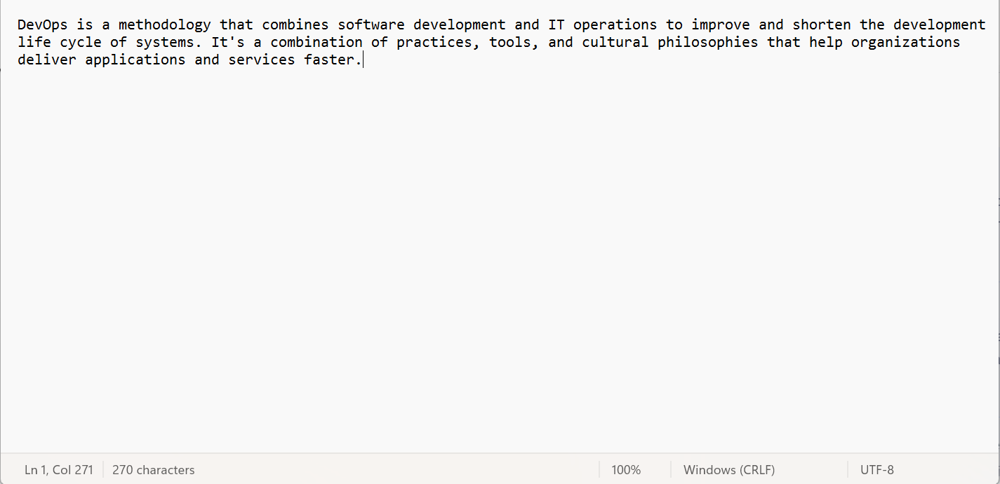 DevOps is a methodology that combines software development and IT operations to improve and shorten the development
life cycle of systems. It's a combination of practices, tools, and cultural philosophies that help organizations
deliver applications and services faster.
Ln 1, Col 271 270 characters 100% Windows (CRLF) UTF-8